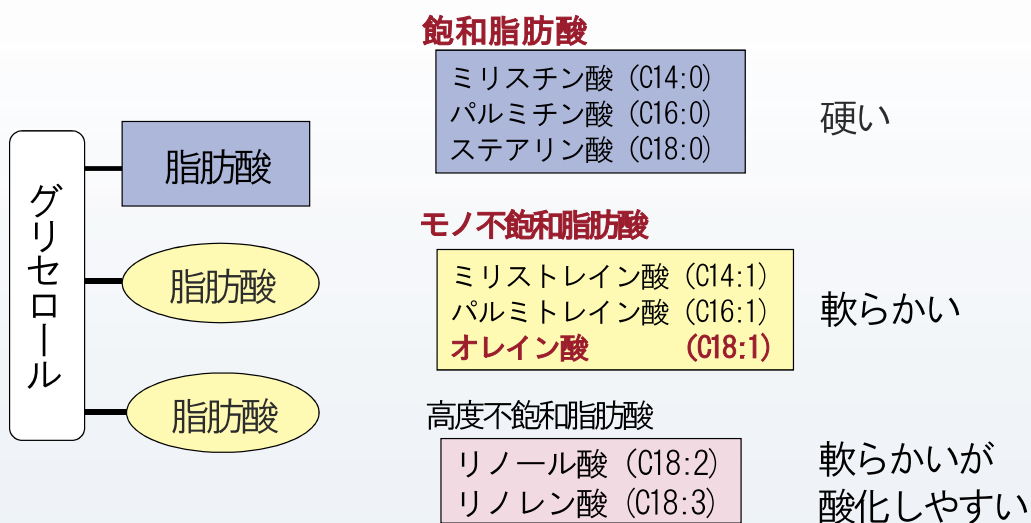 グリセロール
脂肪酸
脂肪酸
脂肪酸
飽和脂肪酸
ミリスチン酸 (C14:0)
パルミチン酸 (C16:0)
ステアリン酸 (C18:0)
硬い
モノ不飽和脂肪酸
ミリストレイン酸 (C14:1)
パルミトレイン酸 (C16:1)
オレイン酸 (C18:1)
軟らかい
高度不飽和脂肪酸
リノール酸 (C18:2)
リノレン酸 (C18:3)
軟らかいが
酸化しやすい